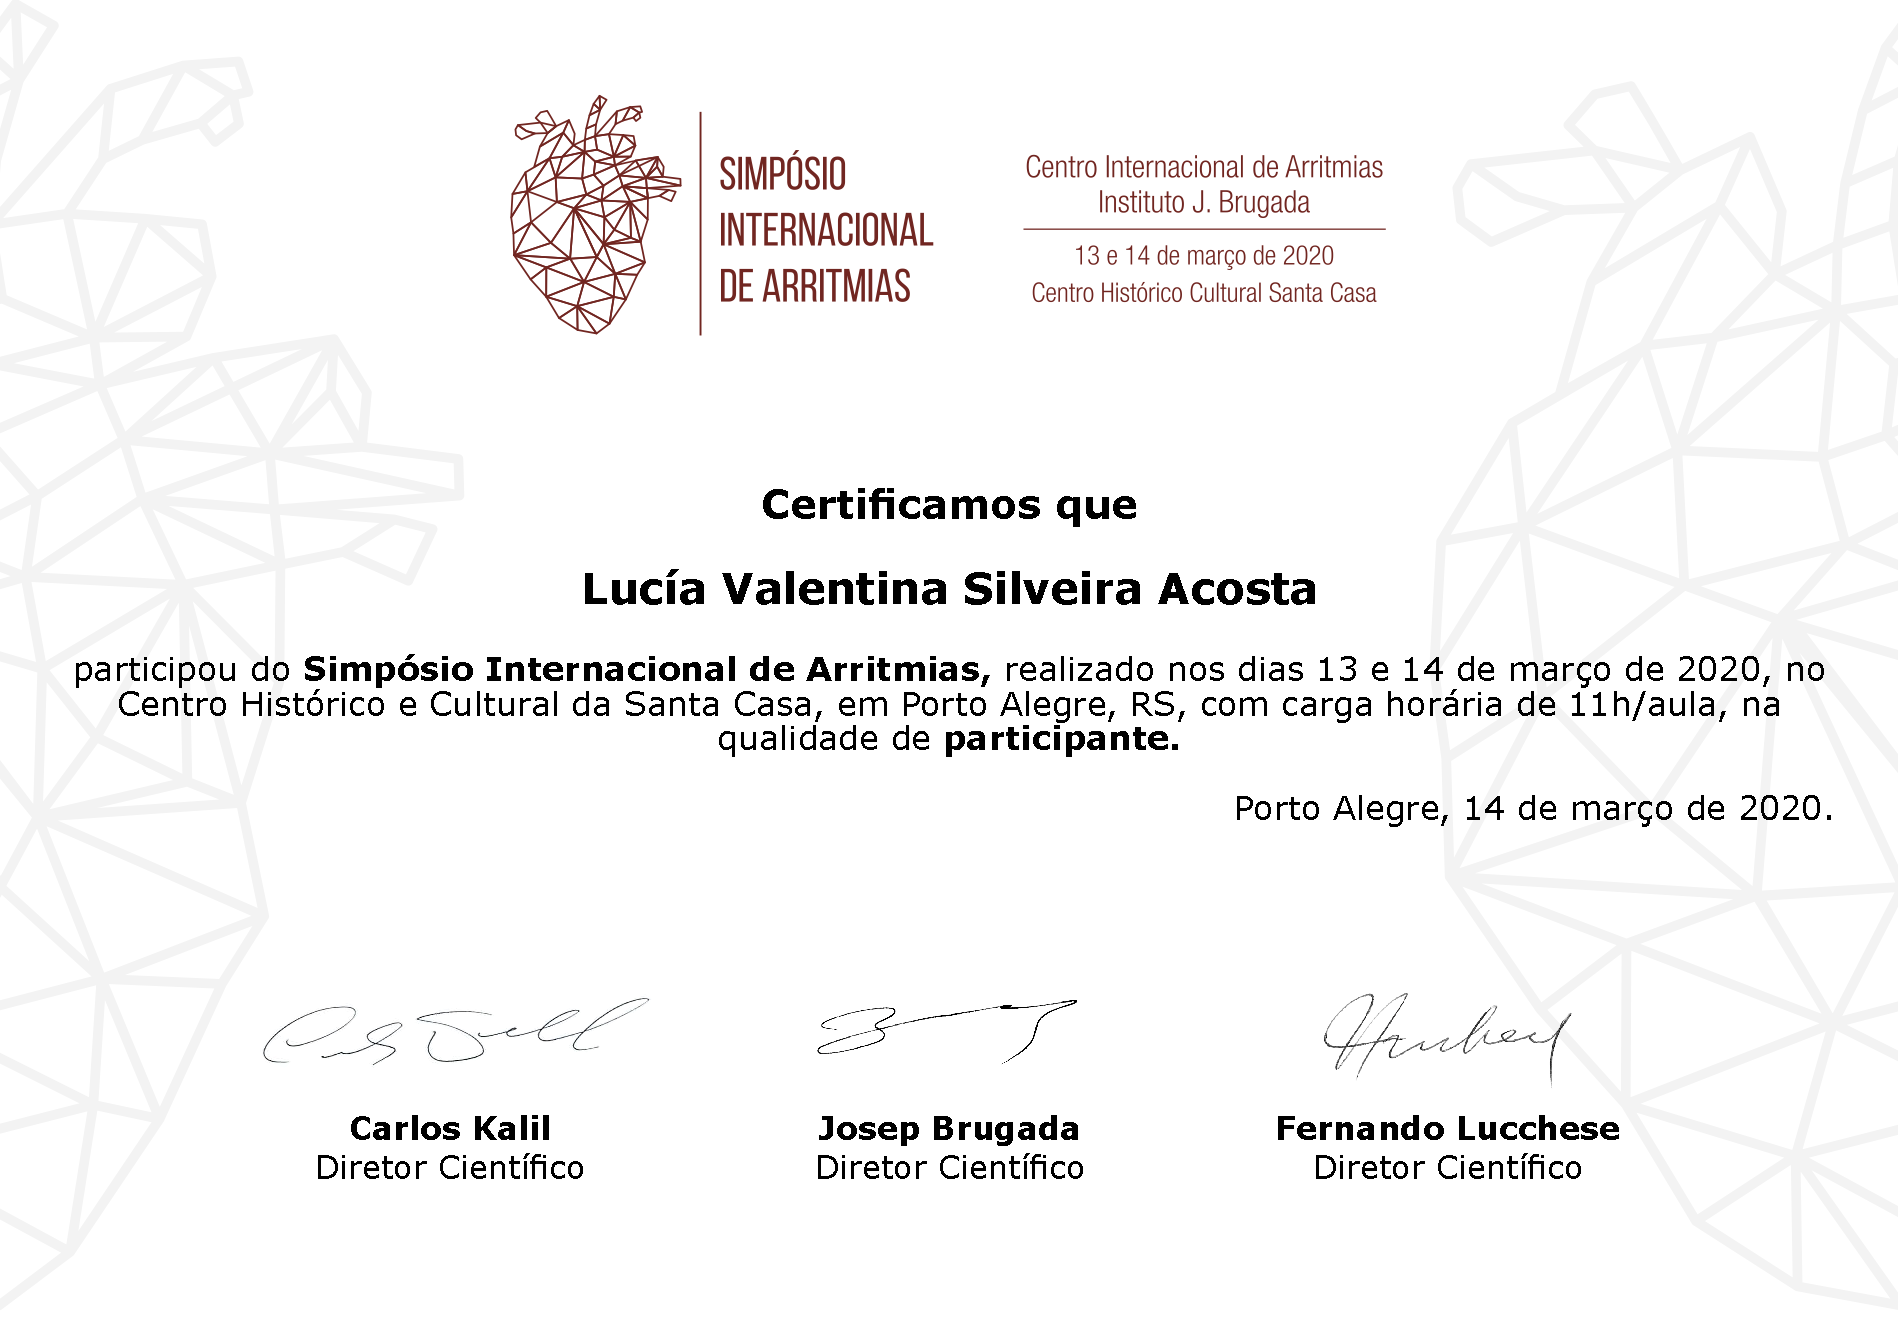 SIMPÓSIO
INTERNACIONAL
DE ARRITMIAS
Centro Internacional de Arritmias
Instituto J. Brugada
13 e 14 de março de 2020
Centro Histórico Cultural Santa Casa
Certificamos que
Lucía Valentina Silveira Acosta
participou do Simpósio Internacional de Arritmias, realizado nos dias 13 e 14 de março de 2020, no
Centro Histórico e Cultural da Santa Casa, em Porto Alegre, RS, com carga horária de 11h/aula, na
qualidade de participante.
Porto Alegre, 14 de março de 2020.
Carlos Kalil
Diretor Científico
Josep Brugada
Diretor Científico
Fernando Lucchese
Diretor Científico